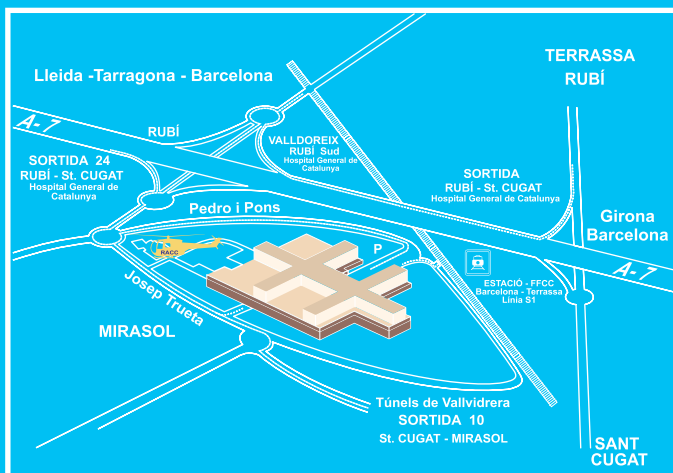 TERRASSA
RUBÍ
Lleida -Tarragona - Barcelona
A-7
RUBÍ
VALLDOREIX
RUBÍ Sud
Hospital General de
Catalunya
SORTIDA 24
RUBÍ - St. CUGAT
Hospital General de
Catalunya
SORTIDA
RUBÍ - St. CUGAT
Hospital General de Catalunya
Pedro i Pons
Girona
Barcelona
RACC
P
A-7
ESTACIÓ - FFCC
Barcelona - Terrassa
Línia S1
Josep Trueta
MIRASOL
Túnels de Vallvidrera
SORTIDA 10
St. CUGAT - MIRASOL
SANT
CUGAT